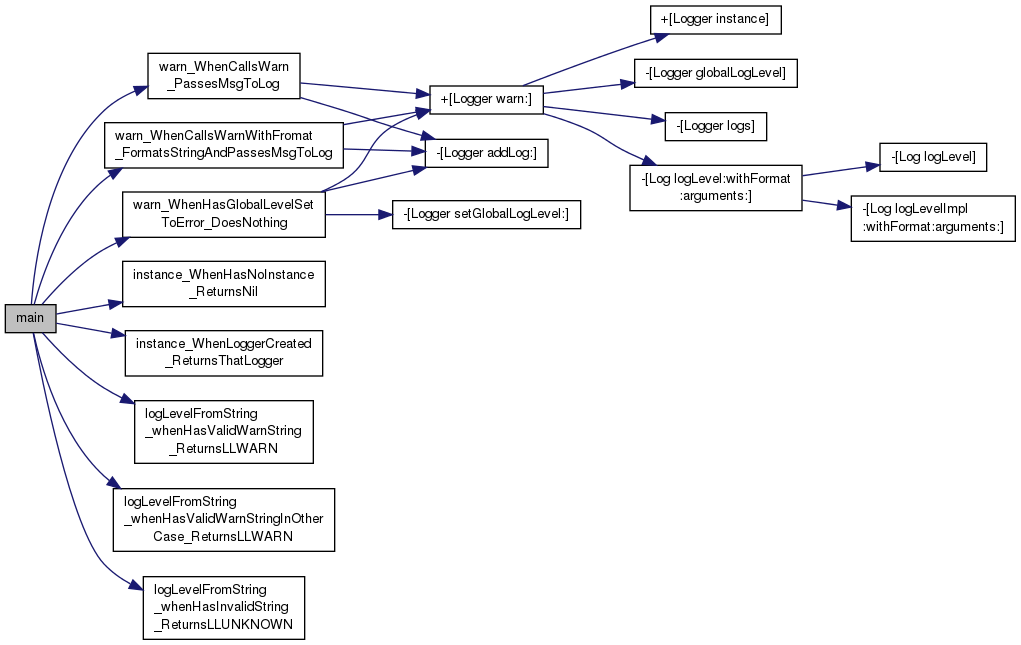 +[Logger instance]
warn_WhenCallsWarn
_PassesMsgToLog
-[Logger globalLogLevel]
+[Logger warn:]
-[Logger logs]
warn_WhenCallsWarnWithFromat
_FormatsStringAndPassesMsgToLog
-[Logger addLog:]
-[Log logLevel]
-[Log logLevel:withFormat
:arguments:]
warn_WhenHasGlobalLevelSet
ToError_DoesNothing
-[Logger setGlobalLogLevel:]
-[Log logLevelImpl
:withFormat:arguments:]
instance_WhenHasNoInstance
_ReturnsNil
main
instance_WhenLoggerCreated
_ReturnsThatLogger
logLevelFromString
_whenHasValidWarnString
_ReturnsLLWARN
logLevelFromString
_whenHasValidWarnStringInOther
Case_ReturnsLLWARN
logLevelFromString
_whenHasInvalidString
_ReturnsLLUNKNOWN